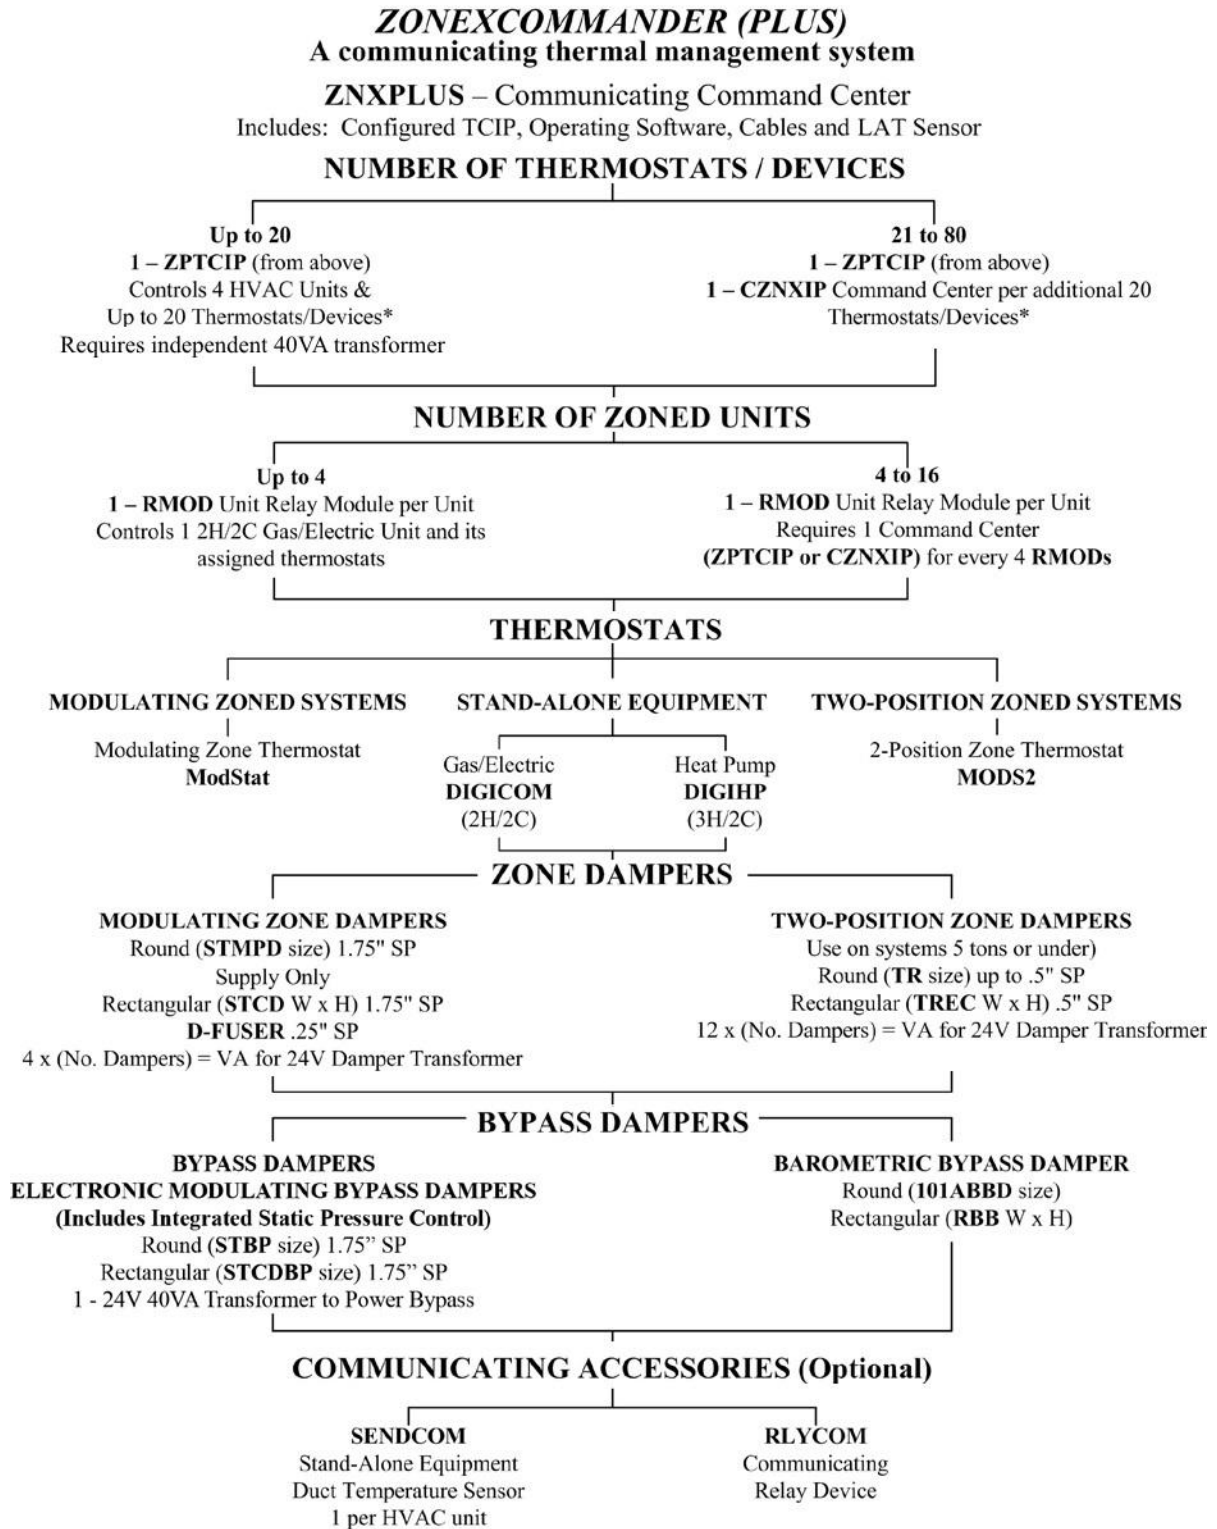 ZONEXCOMMANDER (PLUS)
A communicating thermal management system
ZNXPLUS – Communicating Command Center
Includes: Configured TCIP, Operating Software, Cables and LAT Sensor
NUMBER OF THERMOSTATS / DEVICES
Up to 20
1 – ZPTCIP (from above)
Controls 4 HVAC Units &
Up to 20 Thermostats/Devices*
Requires independent 40VA transformer
21 to 80
1 – ZPTCIP (from above)
1 – CZNXIP Command Center per additional 20
Thermostats/Devices*
NUMBER OF ZONED UNITS
Up to 4
1 – RMOD Unit Relay Module per Unit
Controls 1 2H/2C Gas/Electric Unit and its
assigned thermostats
4 to 16
1 – RMOD Unit Relay Module per Unit
Requires 1 Command Center
(ZPTCIP or CZNXIP) for every 4 RMODs
THERMOSTATS
MODULATING ZONED SYSTEMS
Modulating Zone Thermostat
ModStat
STAND-ALONE EQUIPMENT
Gas/Electric
DIGICOM
(2H/2C)
Heat Pump
DIGIHP
(3H/2C)
TWO-POSITION ZONED SYSTEMS
2-Position Zone Thermostat
MODS2
ZONE DAMPERS
MODULATING ZONE DAMPERS
Round (STMPD size) 1.75" SP
Supply Only
Rectangular (STCD W x H) 1.75" SP
D-FUSER .25" SP
4 x (No. Dampers) = VA for 24V Damper Transformer
TWO-POSITION ZONE DAMPERS
Use on systems 5 tons or under)
Round (TR size) up to .5" SP
Rectangular (TREC W x H) .5" SP
12 x (No. Dampers) = VA for 24V Damper Transformer
BYPASS DAMPERS
BYPASS DAMPERS
ELECTRONIC MODULATING BYPASS DAMPERS
(Includes Integrated Static Pressure Control)
Round (STBP size) 1.75” SP
Rectangular (STCDBP size) 1.75” SP
1 - 24V 40VA Transformer to Power Bypass
BAROMETRIC BYPASS DAMPER
Round (101ABBD size)
Rectangular (RBB W x H)
COMMUNICATING ACCESSORIES (Optional)
SENDCOM
Stand-Alone Equipment
Duct Temperature Sensor
1 per HVAC unit
RLYCOM
Communicating
Relay Device